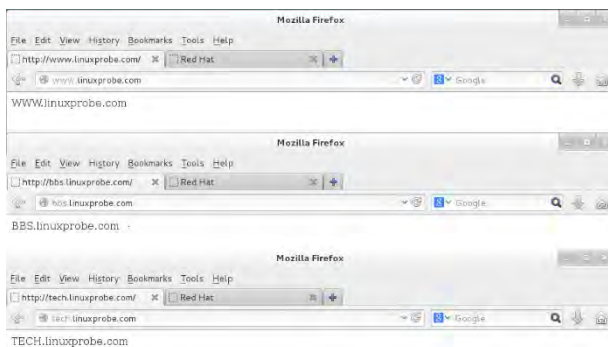 Mozilla Firefox
File Edit View History Bookmarks Tools Help
http://www.linuxprobe.com/ Red Hat
www.linuxprobe.com Google
WWW.linuxprobe.com
Mozilla Firefox
File Edit View History Bookmarks Tools Help
http://bbs.linuxprobe.com/ Red Hat
bbs.linuxprobe.com Google
BBS.linuxprobe.com
Mozilla Firefox
File Edit View History Bookmarks Tools Help
http://tech.linuxprobe.com/ Red Hat
tech.linuxprobe.com Google
TECH.linuxprobe.com